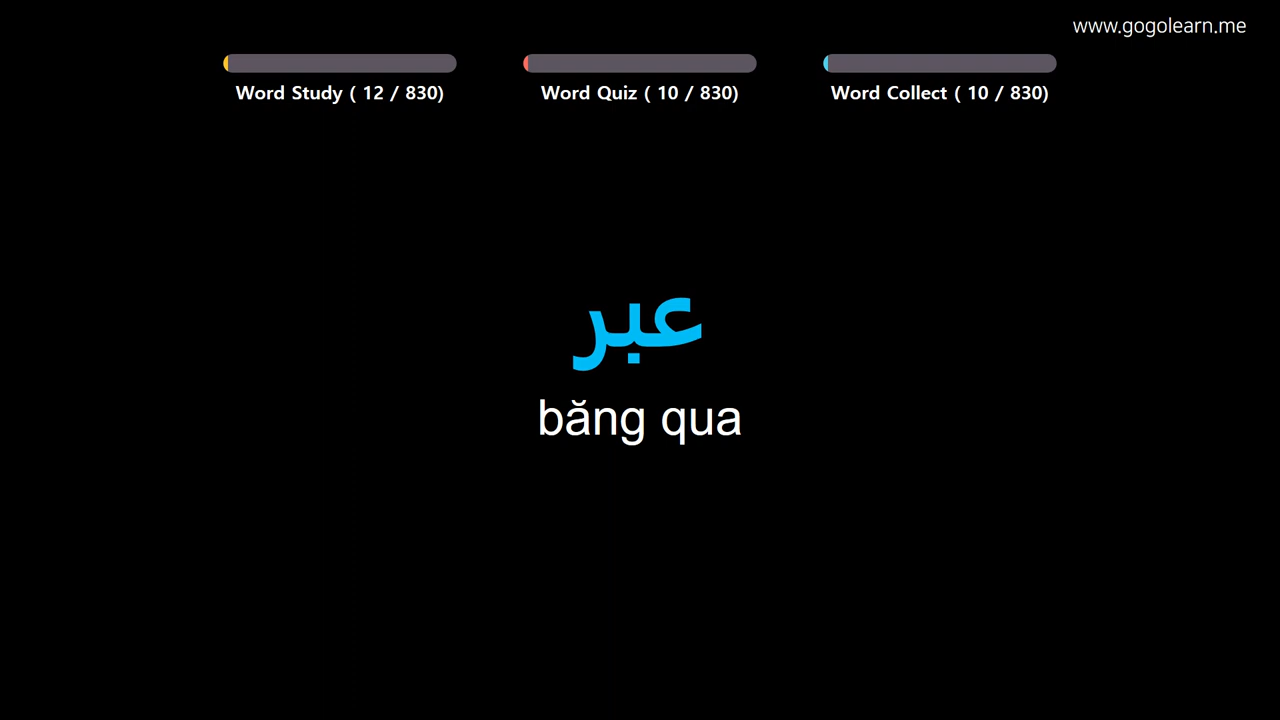 www.gogolearn.me
Word Study ( 12 / 830)
Word Quiz ( 10 / 830)
Word Collect ( 10 / 830)
عبر
băng qua